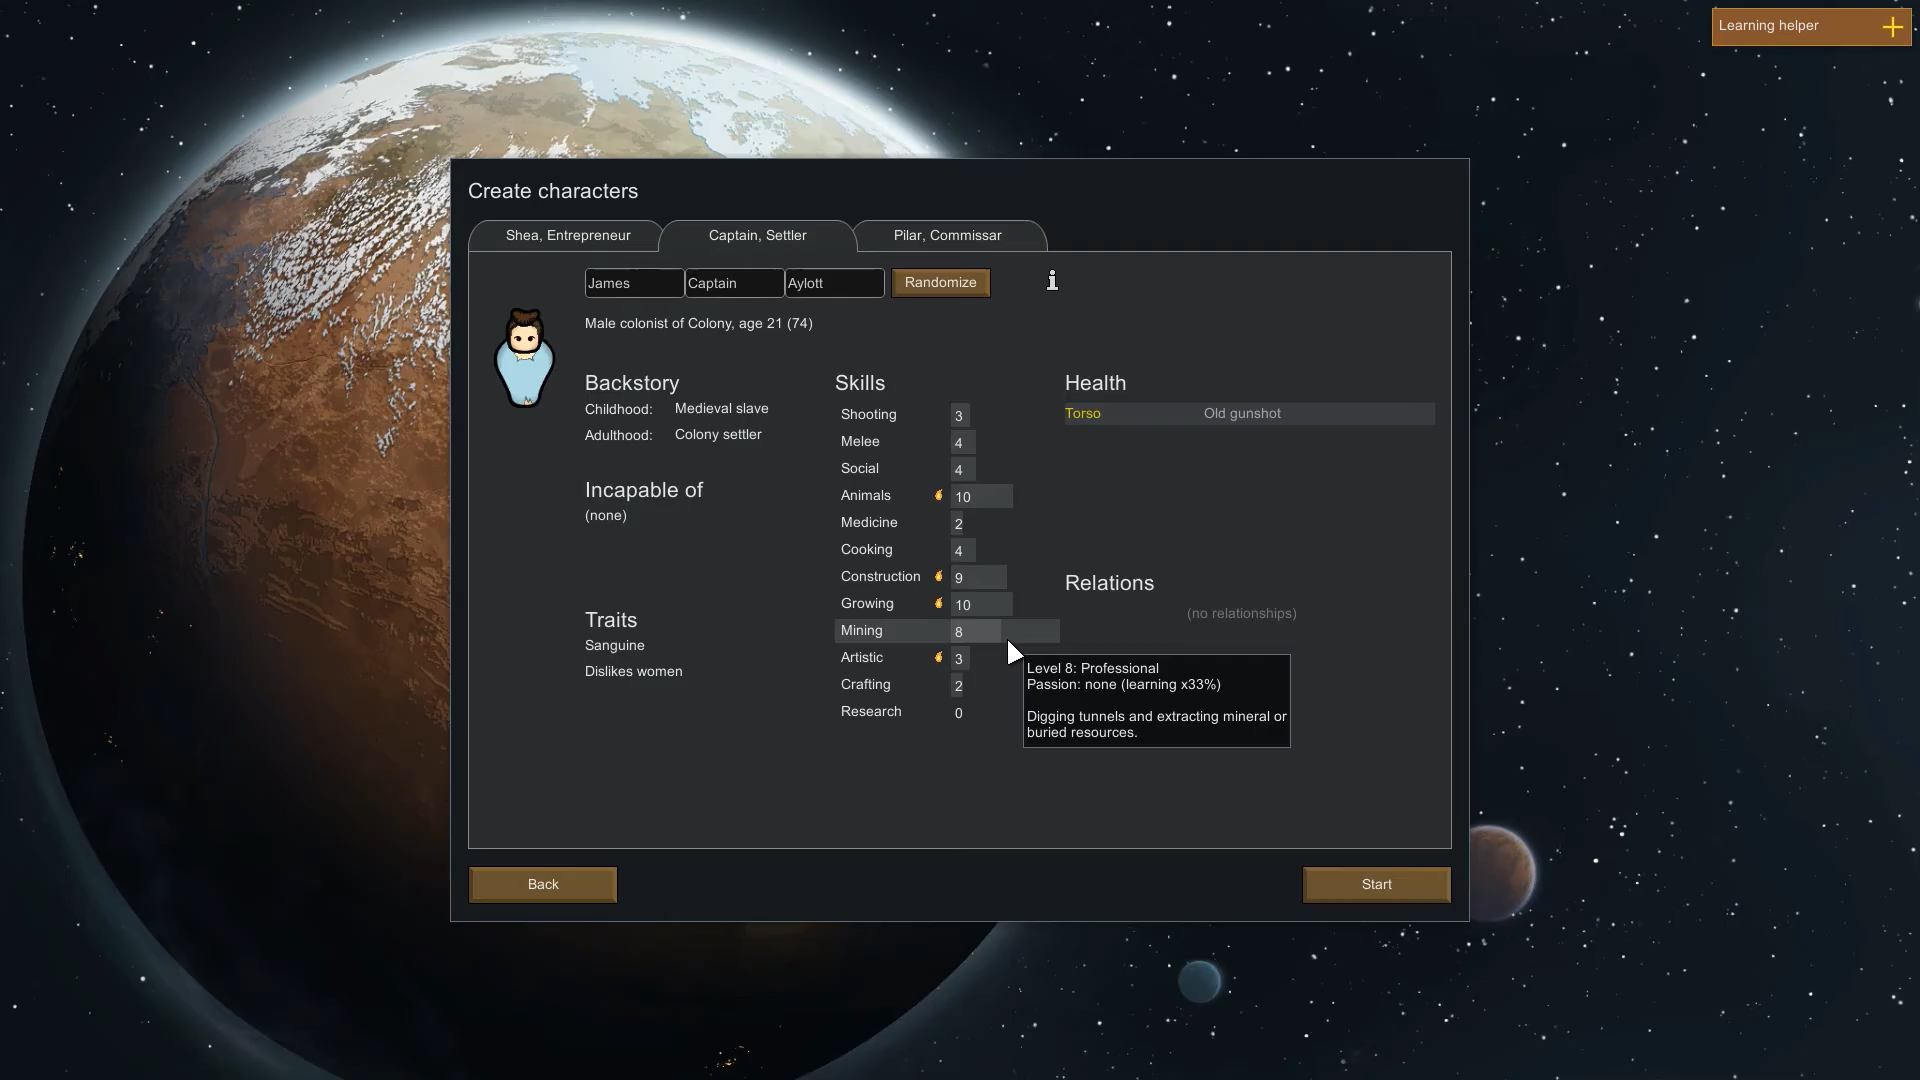 Learning helper
Create characters
Shea, Entrepreneur
Captain, Settler
Pilar, Commissar
James
Captain
Aylott
Randomize
Male colonist of Colony, age 21 (74)
Backstory
Childhood: Medieval slave
Adulthood: Colony settler
Incapable of
(none)
Traits
Sanguine
Dislikes women
Skills
Shooting 3
Melee 4
Social 4
Animals 10
Medicine 2
Cooking 4
Construction 9
Growing 10
Mining 8
Artistic 3
Crafting 2
Research 0
Health
Torso Old gunshot
Relations
(no relationships)
Level 8: Professional
Passion: none (learning x33%)
Digging tunnels and extracting mineral or
buried resources.
Back
Start